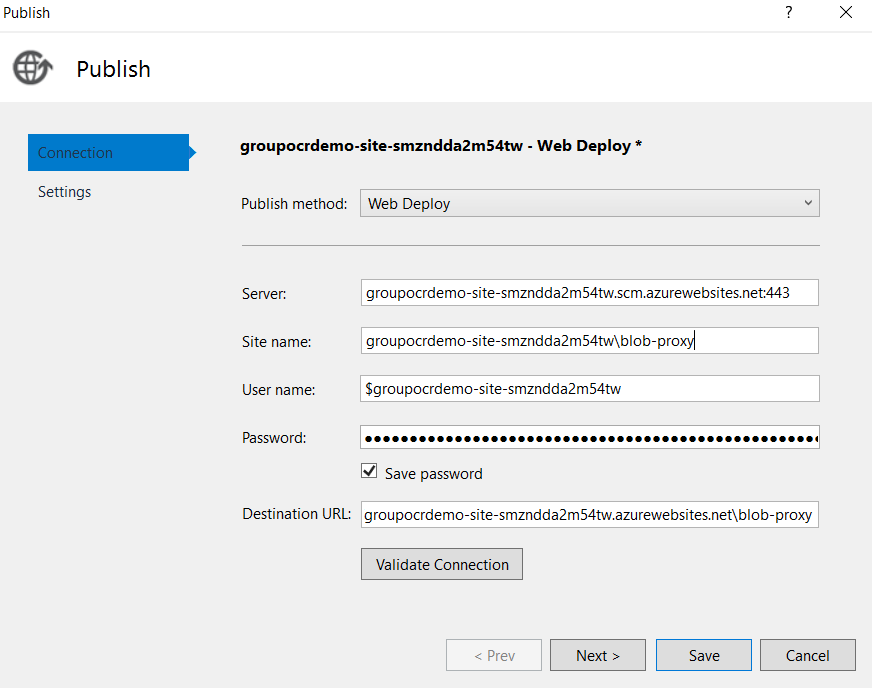 Publish
?
Publish
Connection
Settings
groupocrdemo-site-smzndda2m54tw - Web Deploy *
Publish method: Web Deploy
Server: groupocrdemo-site-smzndda2m54tw.scm.azurewebsites.net:443
Site name: groupocrdemo-site-smzndda2m54tw\blob-proxy
User name: $groupocrdemo-site-smzndda2m54tw
Password:
Save password
Destination URL: groupocrdemo-site-smzndda2m54tw.azurewebsites.net\blob-proxy
Validate Connection
< Prev Next > Save Cancel